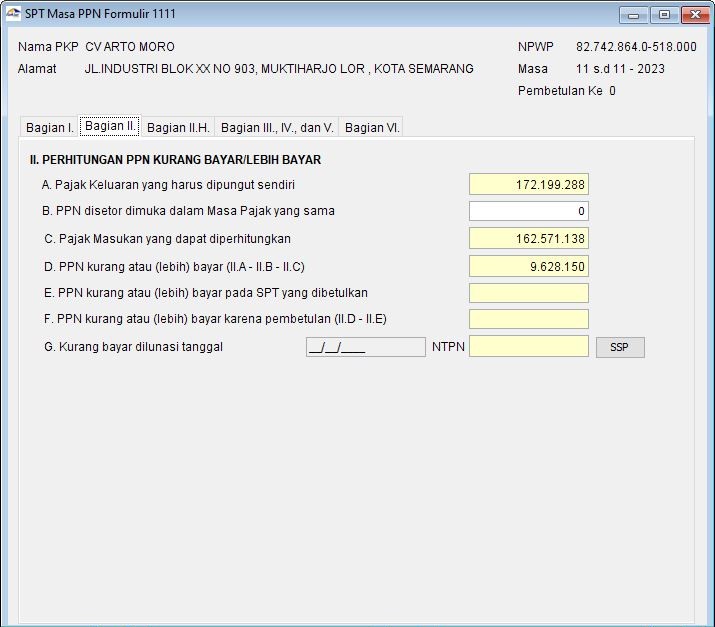 SPT Masa PPN Formulir 1111
Nama PKP CV ARTO MORO NPWP 82.742.864.0-518.000
Alamat JL.INDUSTRI BLOK XX NO 903, MUKTIHARJO LOR , KOTA SEMARANG Masa 11 s.d 11 - 2023
Pembetulan Ke 0
Bagian I. Bagian II. Bagian II.H. Bagian III., IV., dan V. Bagian VI.
II. PERHITUNGAN PPN KURANG BAYAR/LEBIH BAYAR
A. Pajak Keluaran yang harus dipungut sendiri 172.199.288
B. PPN disetor dimuka dalam Masa Pajak yang sama 0
C. Pajak Masukan yang dapat diperhitungkan 162.571.138
D. PPN kurang atau (lebih) bayar (II.A - II.B - II.C) 9.628.150
E. PPN kurang atau (lebih) bayar pada SPT yang dibetulkan
F. PPN kurang atau (lebih) bayar karena pembetulan (II.D - II.E)
G. Kurang bayar dilunasi tanggal __/__/____ NTPN SSP